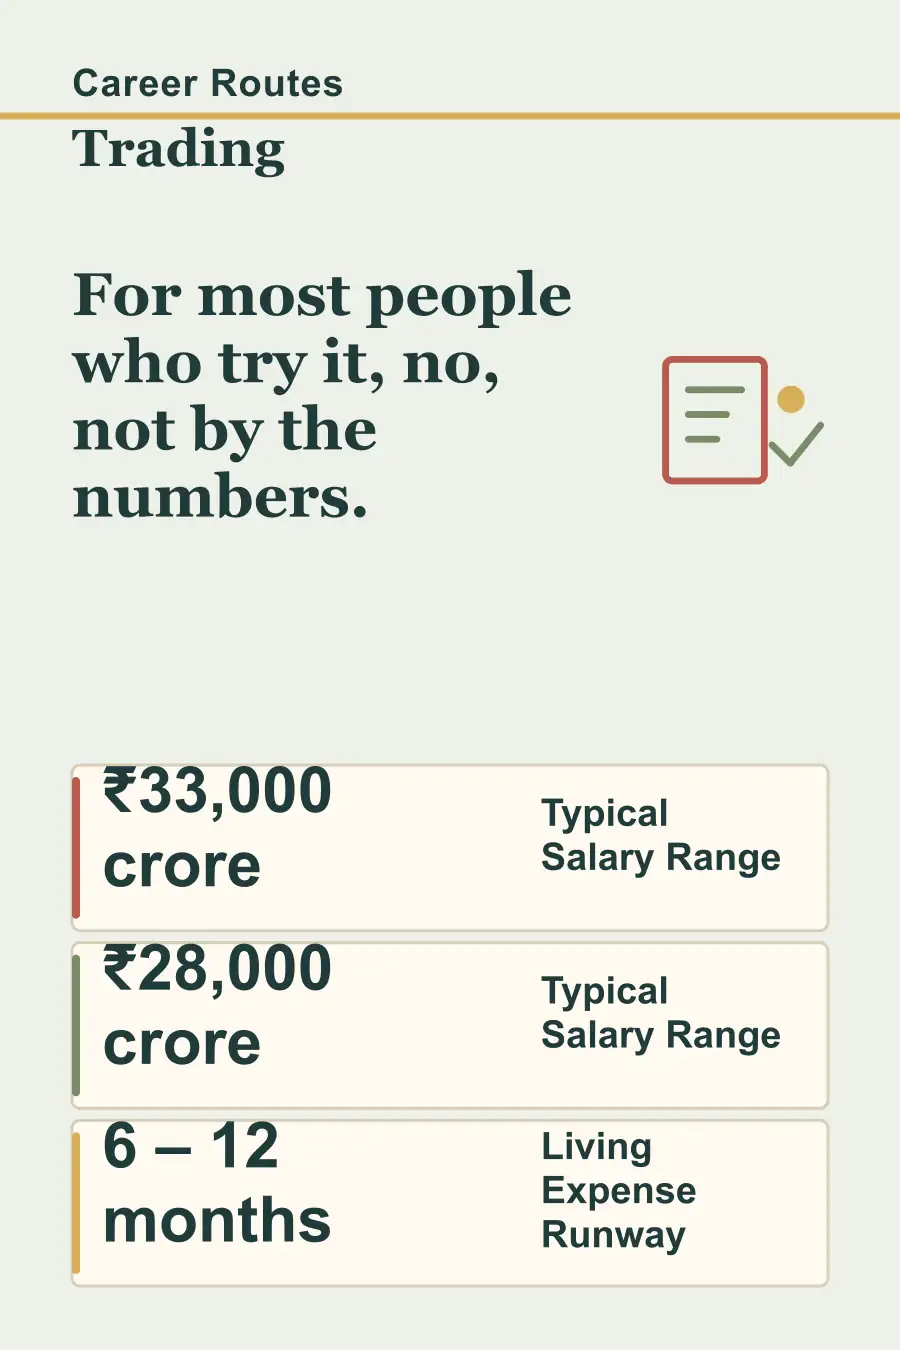 Career Routes
Trading
For most people
who try it, no,
not by the
numbers.
₹33,000
crore
Typical
Salary Range
₹28,000
crore
Typical
Salary Range
6 – 12
months
Living
Expense
Runway